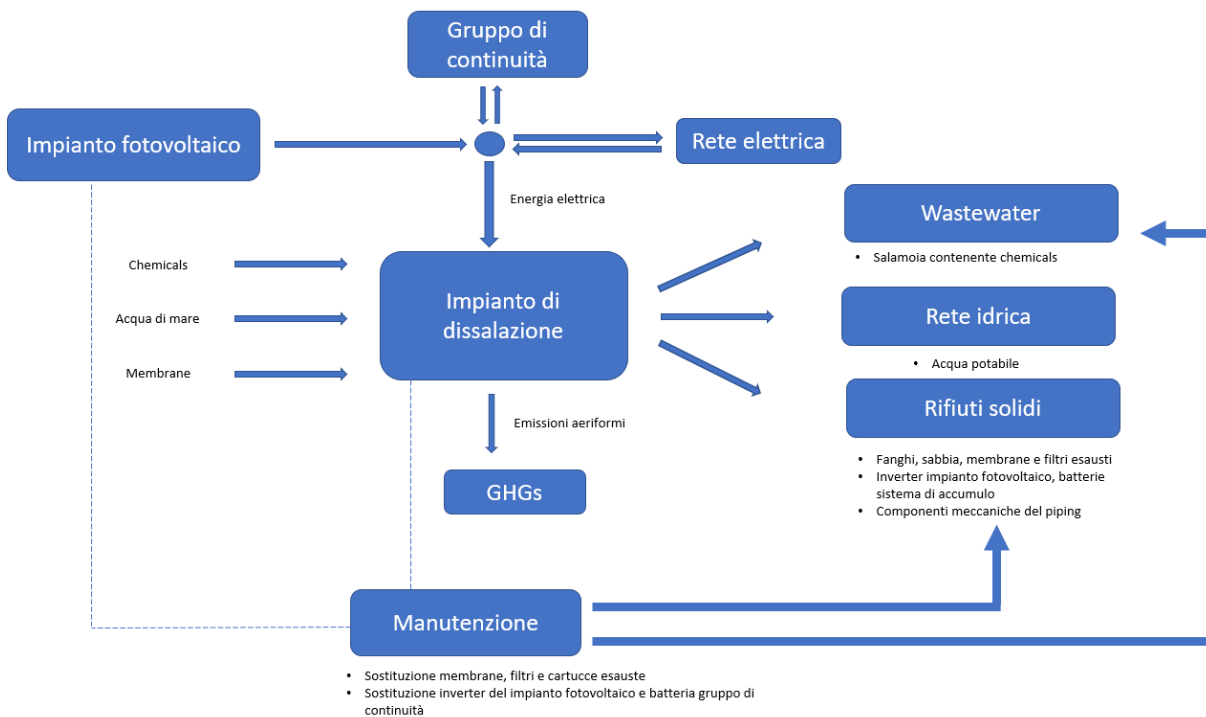 Gruppo di
continuità
Impianto fotovoltaico
Rete elettrica
Energia elettrica
Wastewater
• Salamoia contenente chemicals
Chemicals
Acqua di mare
Membrane
Impianto di
dissalazione
Rete idrica
• Acqua potabile
Rifiuti solidi
• Fanghi, sabbia, membrane e filtri esausti
• Inverter impianto fotovoltaico, batterie
sistema di accumulo
• Componenti meccaniche del piping
Emissioni aeriformi
GHGs
Manutenzione
• Sostituzione membrane, filtri e cartucce esauste
• Sostituzione inverter del impianto fotovoltaico e batteria gruppo di
continuità